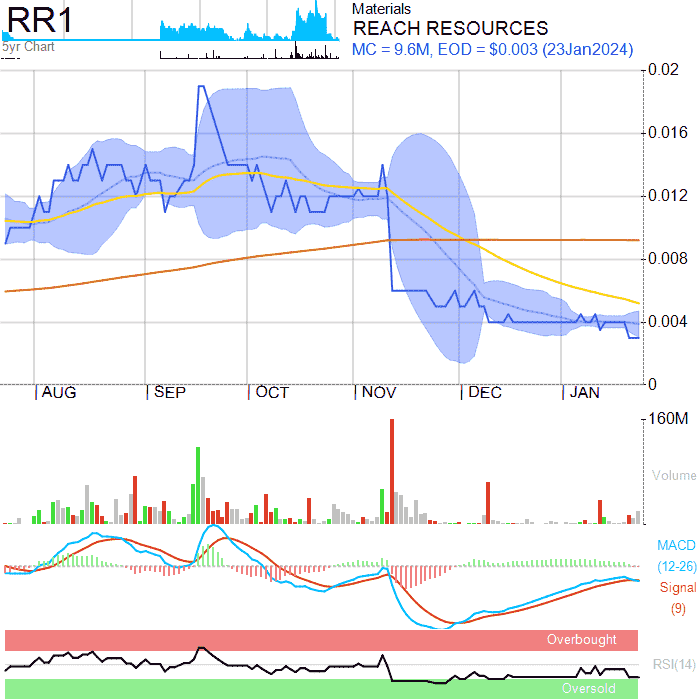 RR1
5yr Chart
Materials
REACH RESOURCES
MC = 9.6M, EOD = $0.003 (23Jan2024)
0.02
0.016
0.012
0.008
0.004
0
AUG SEP OCT NOV DEC JAN
160M
Volume
MACD
(12-26)
Signal
(9)
Overbought
RSI(14)
Oversold